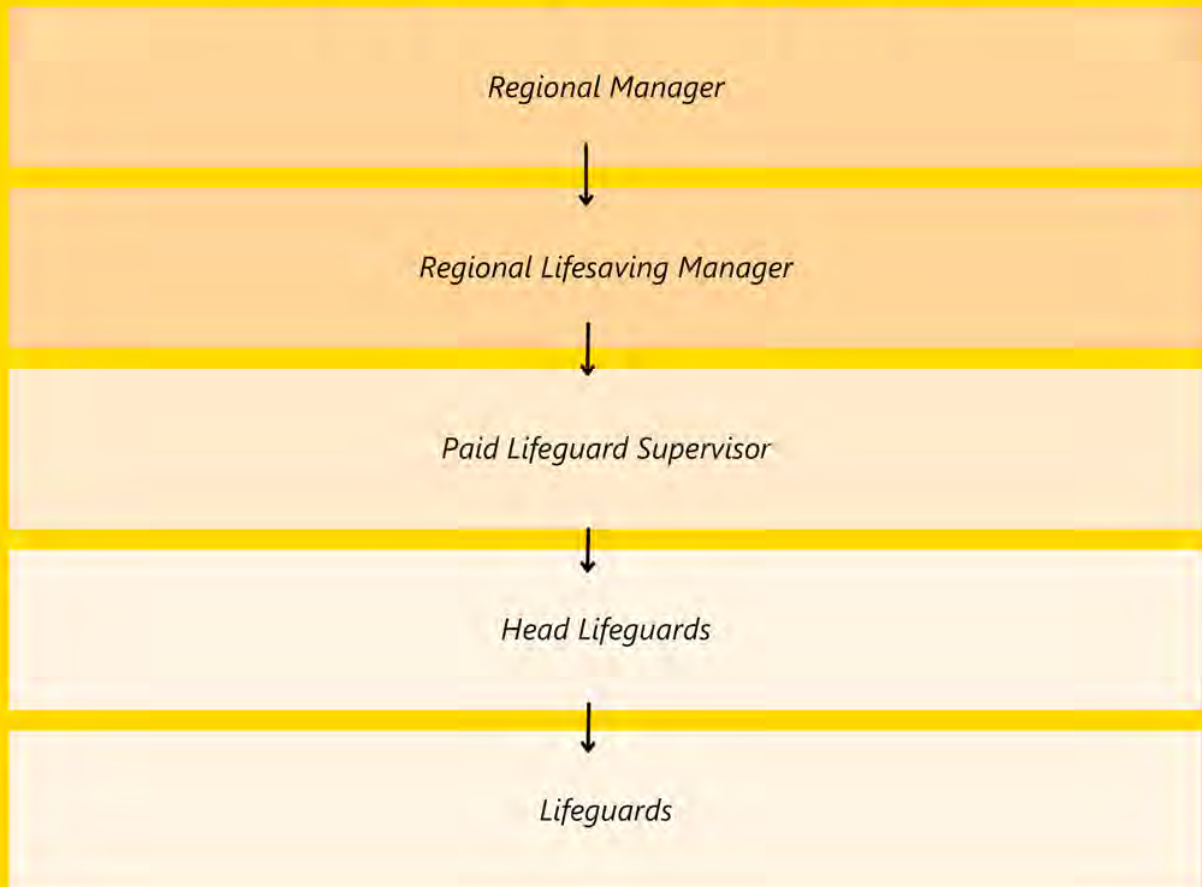 Regional Manager
Regional Lifesaving Manager
Paid Lifeguard Supervisor
Head Lifeguards
Lifeguards